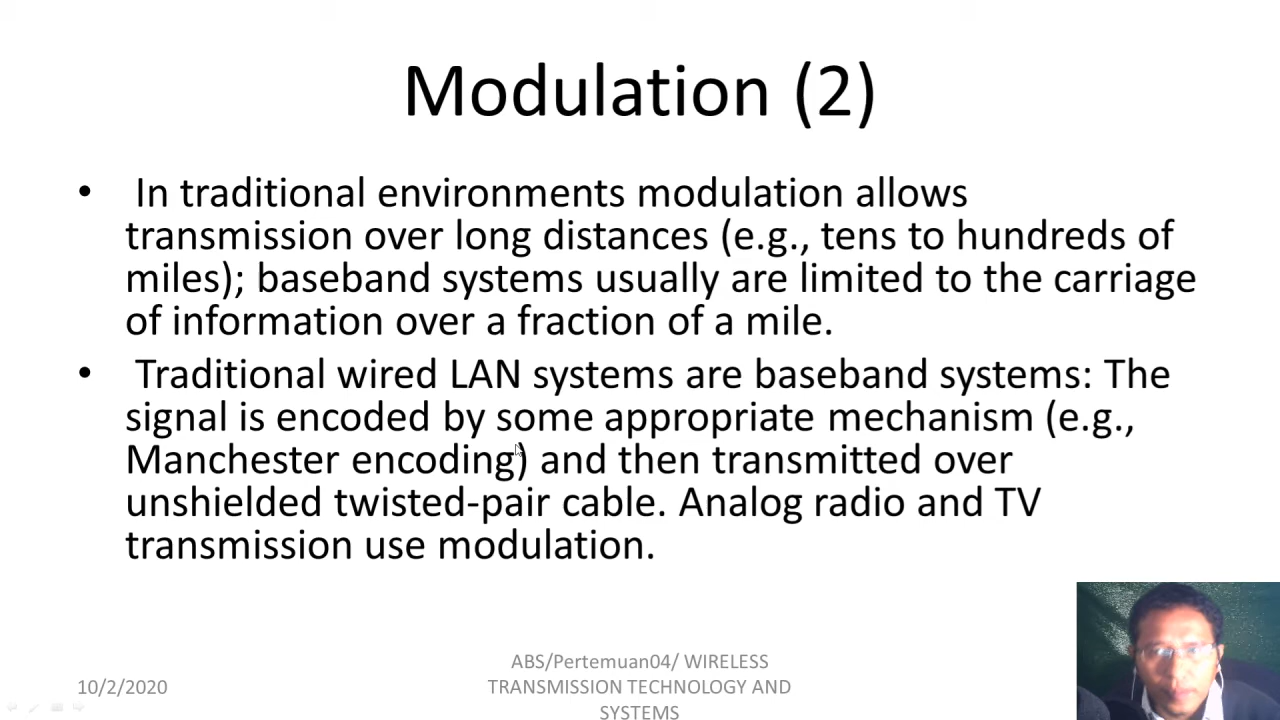 Modulation (2)
• In traditional environments modulation allows
transmission over long distances (e.g., tens to hundreds of
miles); baseband systems usually are limited to the carriage
of information over a fraction of a mile.
• Traditional wired LAN systems are baseband systems: The
signal is encoded by some appropriate mechanism (e.g.,
Manchester encoding) and then transmitted over
unshielded twisted-pair cable. Analog radio and TV
transmission use modulation.
10/2/2020
ABS/Pertemuan04/ WIRELESS
TRANSMISSION TECHNOLOGY AND
SYSTEMS